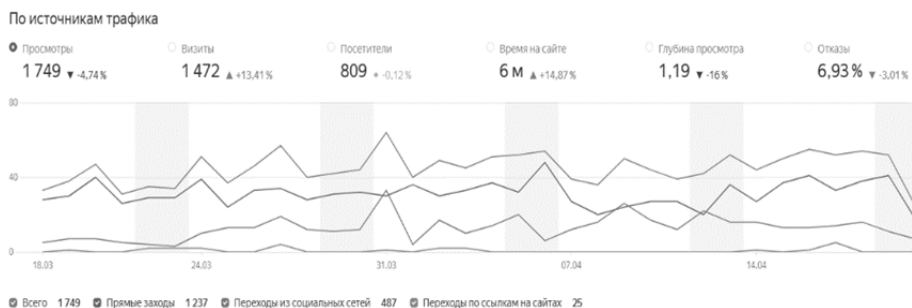 По источникам трафика
Просмотры Визиты Посетители Время на сайте Глубина просмотра Отказы
1 749 ▼ -4,74 % 1 472 ▲ +13,41 % 809 • -0,12 % 6 м ▲ +14,87 % 1,19 ▼ -16 % 6,93 % ▼ -3,01 %
80
40
0
18.03 24.03 31.03 07.04 14.04
Всего 1 749 Прямые заходы 1 237 Переходы из социальных сетей 487 Переходы по ссылкам на сайтах 25